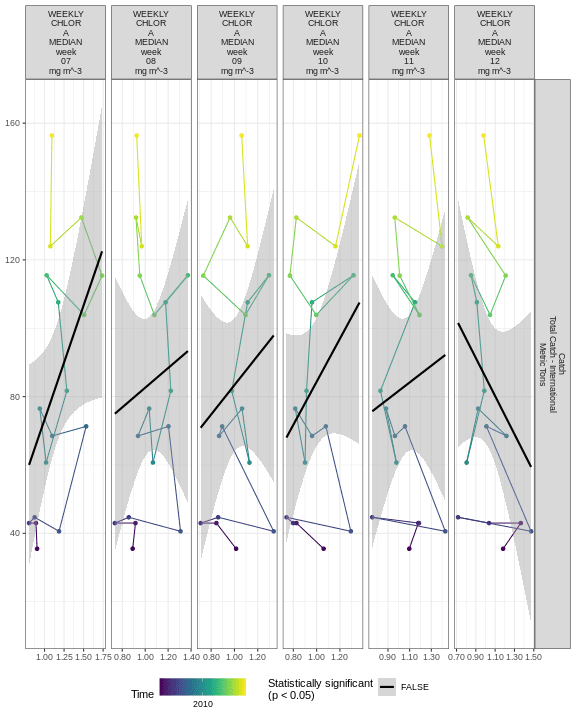 WEEKLY
CHLOR
A
MEDIAN
week
07
mg m^-3
WEEKLY
CHLOR
A
MEDIAN
week
08
mg m^-3
WEEKLY
CHLOR
A
MEDIAN
week
09
mg m^-3
WEEKLY
CHLOR
A
MEDIAN
week
10
mg m^-3
WEEKLY
CHLOR
A
MEDIAN
week
11
mg m^-3
WEEKLY
CHLOR
A
MEDIAN
week
12
mg m^-3
160
120
80
40
Catch
Total Catch - International
Metric Tons
1.00 1.25 1.50 1.75
0.80 1.00 1.20 1.40
0.80 1.00 1.20
0.80 1.00 1.20
0.90 1.10 1.30
0.70 0.90 1.10 1.30 1.50
Time
2010
Statistically significant
(p < 0.05)
FALSE